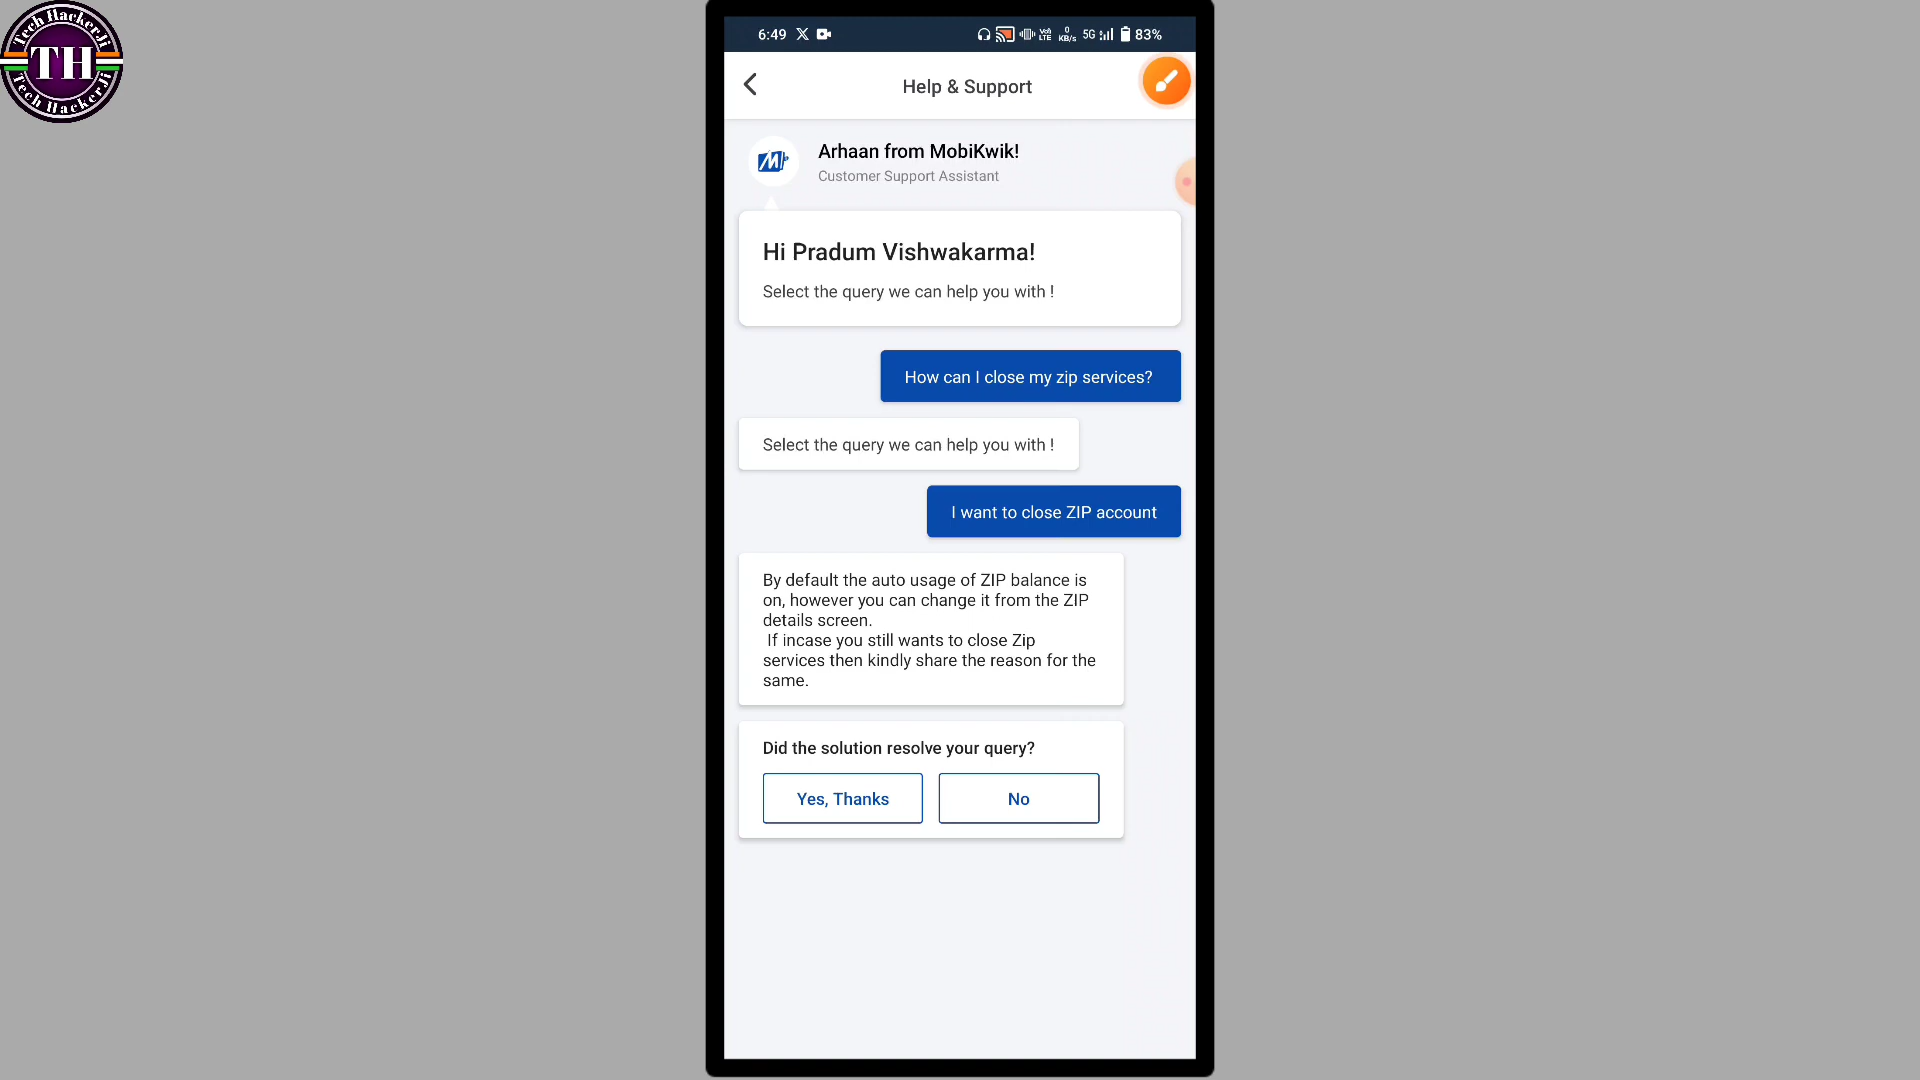 Tech HackerJi
TH
Tech HackerJi
6:49
Vo)
LTE
0
KB/s
5G
83%
Help & Support
Arhaan from MobiKwik!
Customer Support Assistant
Hi Pradum Vishwakarma!
Select the query we can help you with !
How can I close my zip services?
Select the query we can help you with !
I want to close ZIP account
By default the auto usage of ZIP balance is
on, however you can change it from the ZIP
details screen.
If incase you still wants to close Zip
services then kindly share the reason for the
same.
Did the solution resolve your query?
Yes, Thanks
No